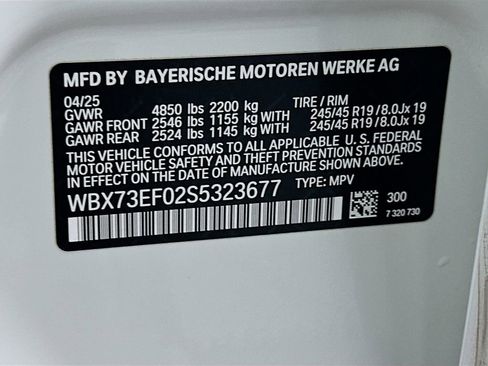 MFD BY BAYERISCHE MOTOREN WERKE AG
04/25 TIRE / RIM
GVWR 4850 lbs 2200 kg
GAWR FRONT 2546 lbs 1155 kg WITH 245/45 R19 / 8.0Jx 19
GAWR REAR 2524 lbs 1145 kg WITH 245/45 R19 / 8.0Jx 19
THIS VEHICLE CONFORMS TO ALL APPLICABLE U. S. FEDERAL
MOTOR VEHICLE SAFETY, BUMPER, AND THEFT PREVENTION
STANDARDS IN EFFECT ON THE DATE OF MANUFACTURE SHOWN ABOVE.
WBX73EF02S5323677 TYPE: MPV
300
7 320 730